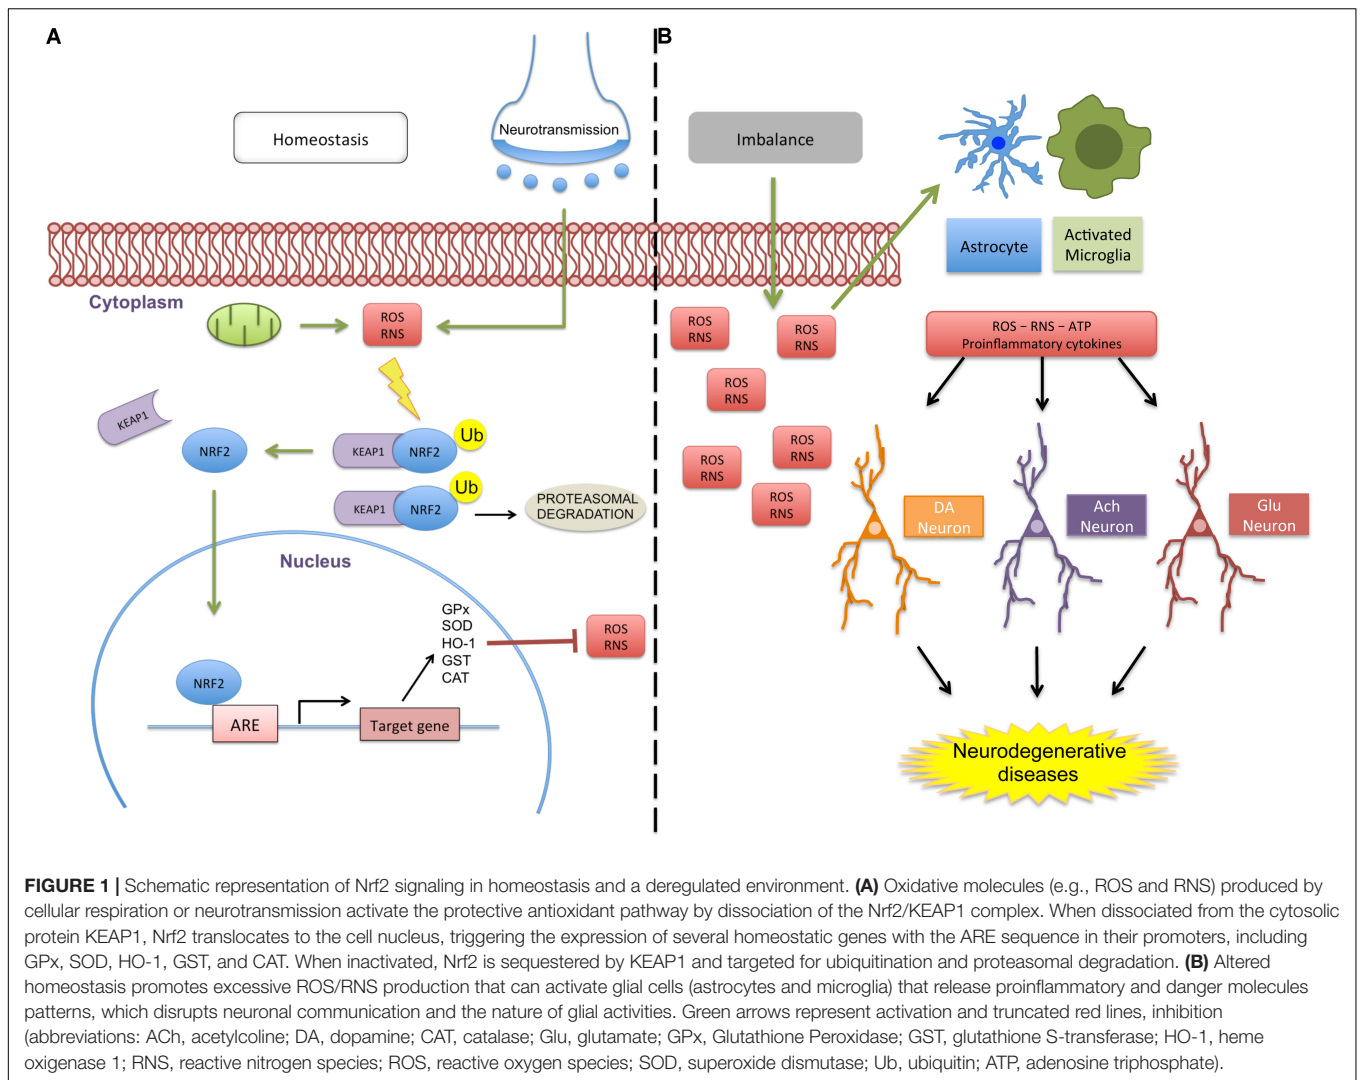 A
Homeostasis
Neurotransmission
Cytoplasm
ROS
RNS
KEAP1
NRF2
KEAP1
NRF2
Ub
KEAP1
NRF2
Ub
PROTEASOMAL
DEGRADATION
Nucleus
GPx
SOD
HO-1
GST
CAT
ROS
RNS
NRF2
ARE
Target gene
B
Imbalance
Astrocyte
Activated
Microglia
ROS
RNS
ROS
RNS
ROS
RNS
ROS
RNS
ROS
RNS
ROS
RNS
ROS – RNS – ATP
Proinflammatory cytokines
DA
Neuron
Ach
Neuron
Glu
Neuron
Neurodegenerative
diseases
FIGURE 1 | Schematic representation of Nrf2 signaling in homeostasis and a deregulated environment. (A) Oxidative molecules (e.g., ROS and RNS) produced by
cellular respiration or neurotransmission activate the protective antioxidant pathway by dissociation of the Nrf2/KEAP1 complex. When dissociated from the cytosolic
protein KEAP1, Nrf2 translocates to the cell nucleus, triggering the expression of several homeostatic genes with the ARE sequence in their promoters, including
GPx, SOD, HO-1, GST, and CAT. When inactivated, Nrf2 is sequestered by KEAP1 and targeted for ubiquitination and proteasomal degradation. (B) Altered
homeostasis promotes excessive ROS/RNS production that can activate glial cells (astrocytes and microglia) that release proinflammatory and danger molecules
patterns, which disrupts neuronal communication and the nature of glial activities. Green arrows represent activation and truncated red lines, inhibition
(abbreviations: ACh, acetylcoline; DA, dopamine; CAT, catalase; Glu, glutamate; GPx, Glutathione Peroxidase; GST, glutathione S-transferase; HO-1, heme
oxigenase 1; RNS, reactive nitrogen species; ROS, reactive oxygen species; SOD, superoxide dismutase; Ub, ubiquitin; ATP, adenosine triphosphate).